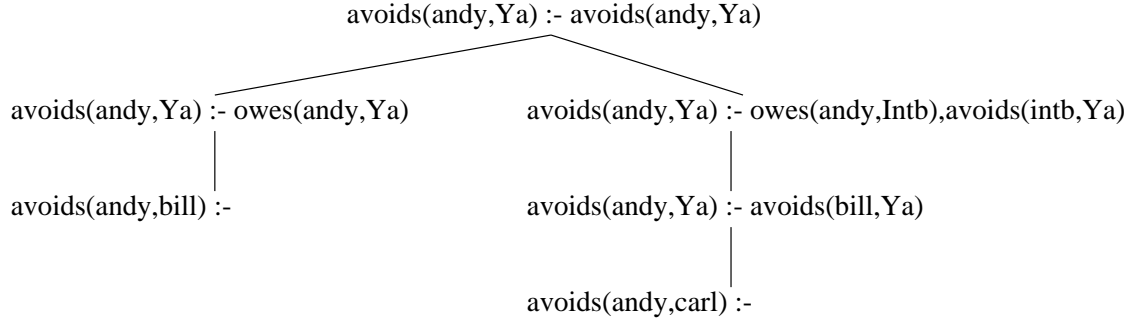 avoids(andy,Ya) :- avoids(andy,Ya)
avoids(andy,Ya) :- owes(andy,Ya)
avoids(andy,Ya) :- owes(andy,Intb),avoids(intb,Ya)
avoids(andy,bill) :-
avoids(andy,Ya) :- avoids(bill,Ya)
avoids(andy,carl) :-